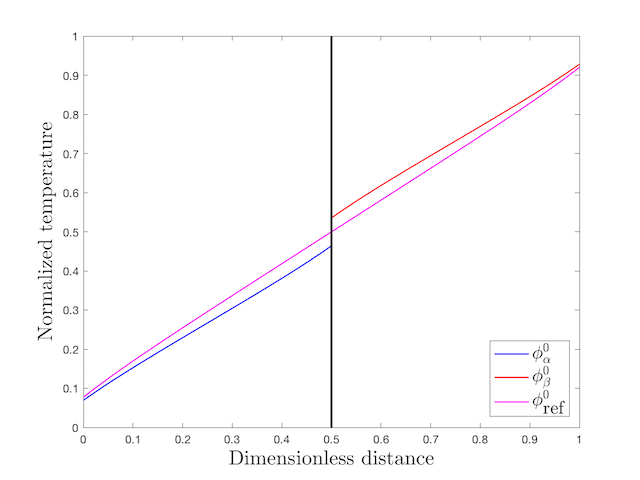 1
0.9
0.8
0.7
0.6
0.5
0.4
0.3
0.2
0.1
0
Normalized temperature
0 0.1 0.2 0.3 0.4 0.5 0.6 0.7 0.8 0.9 1
Dimensionless distance
ϕ⁰α
ϕ⁰β
ϕ⁰ref